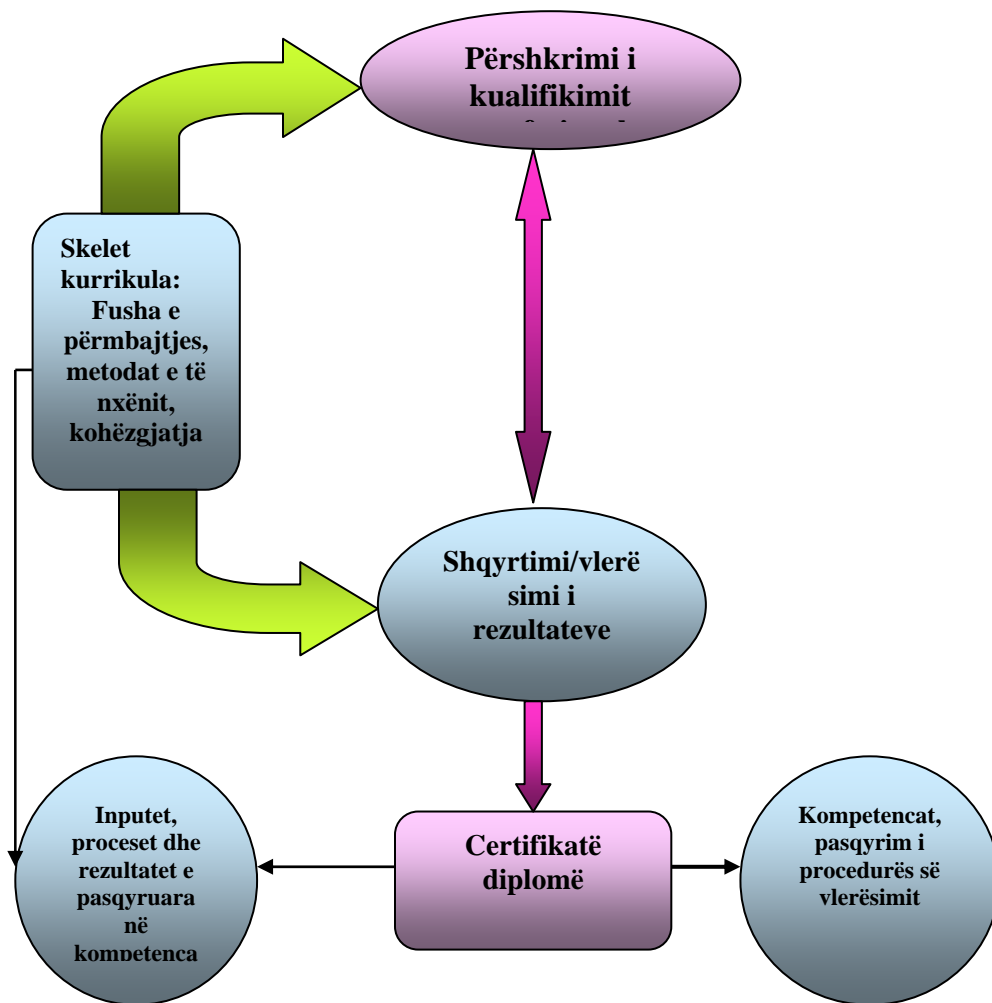 Përshkrimi i
kualifikimit
Skelet
kurrikula:
Fusha e
përmbajtjes,
metodat e të
nxënit,
kohëzgjatja
Shqyrtimi/vlerë
simi i
rezultateve
Inputet,
proceset dhe
rezultatet e
pasqyruara
në
kompetenca
Certifikatë
diplomë
Kompetencat,
pasqyrim i
procedurës së
vlerësimit